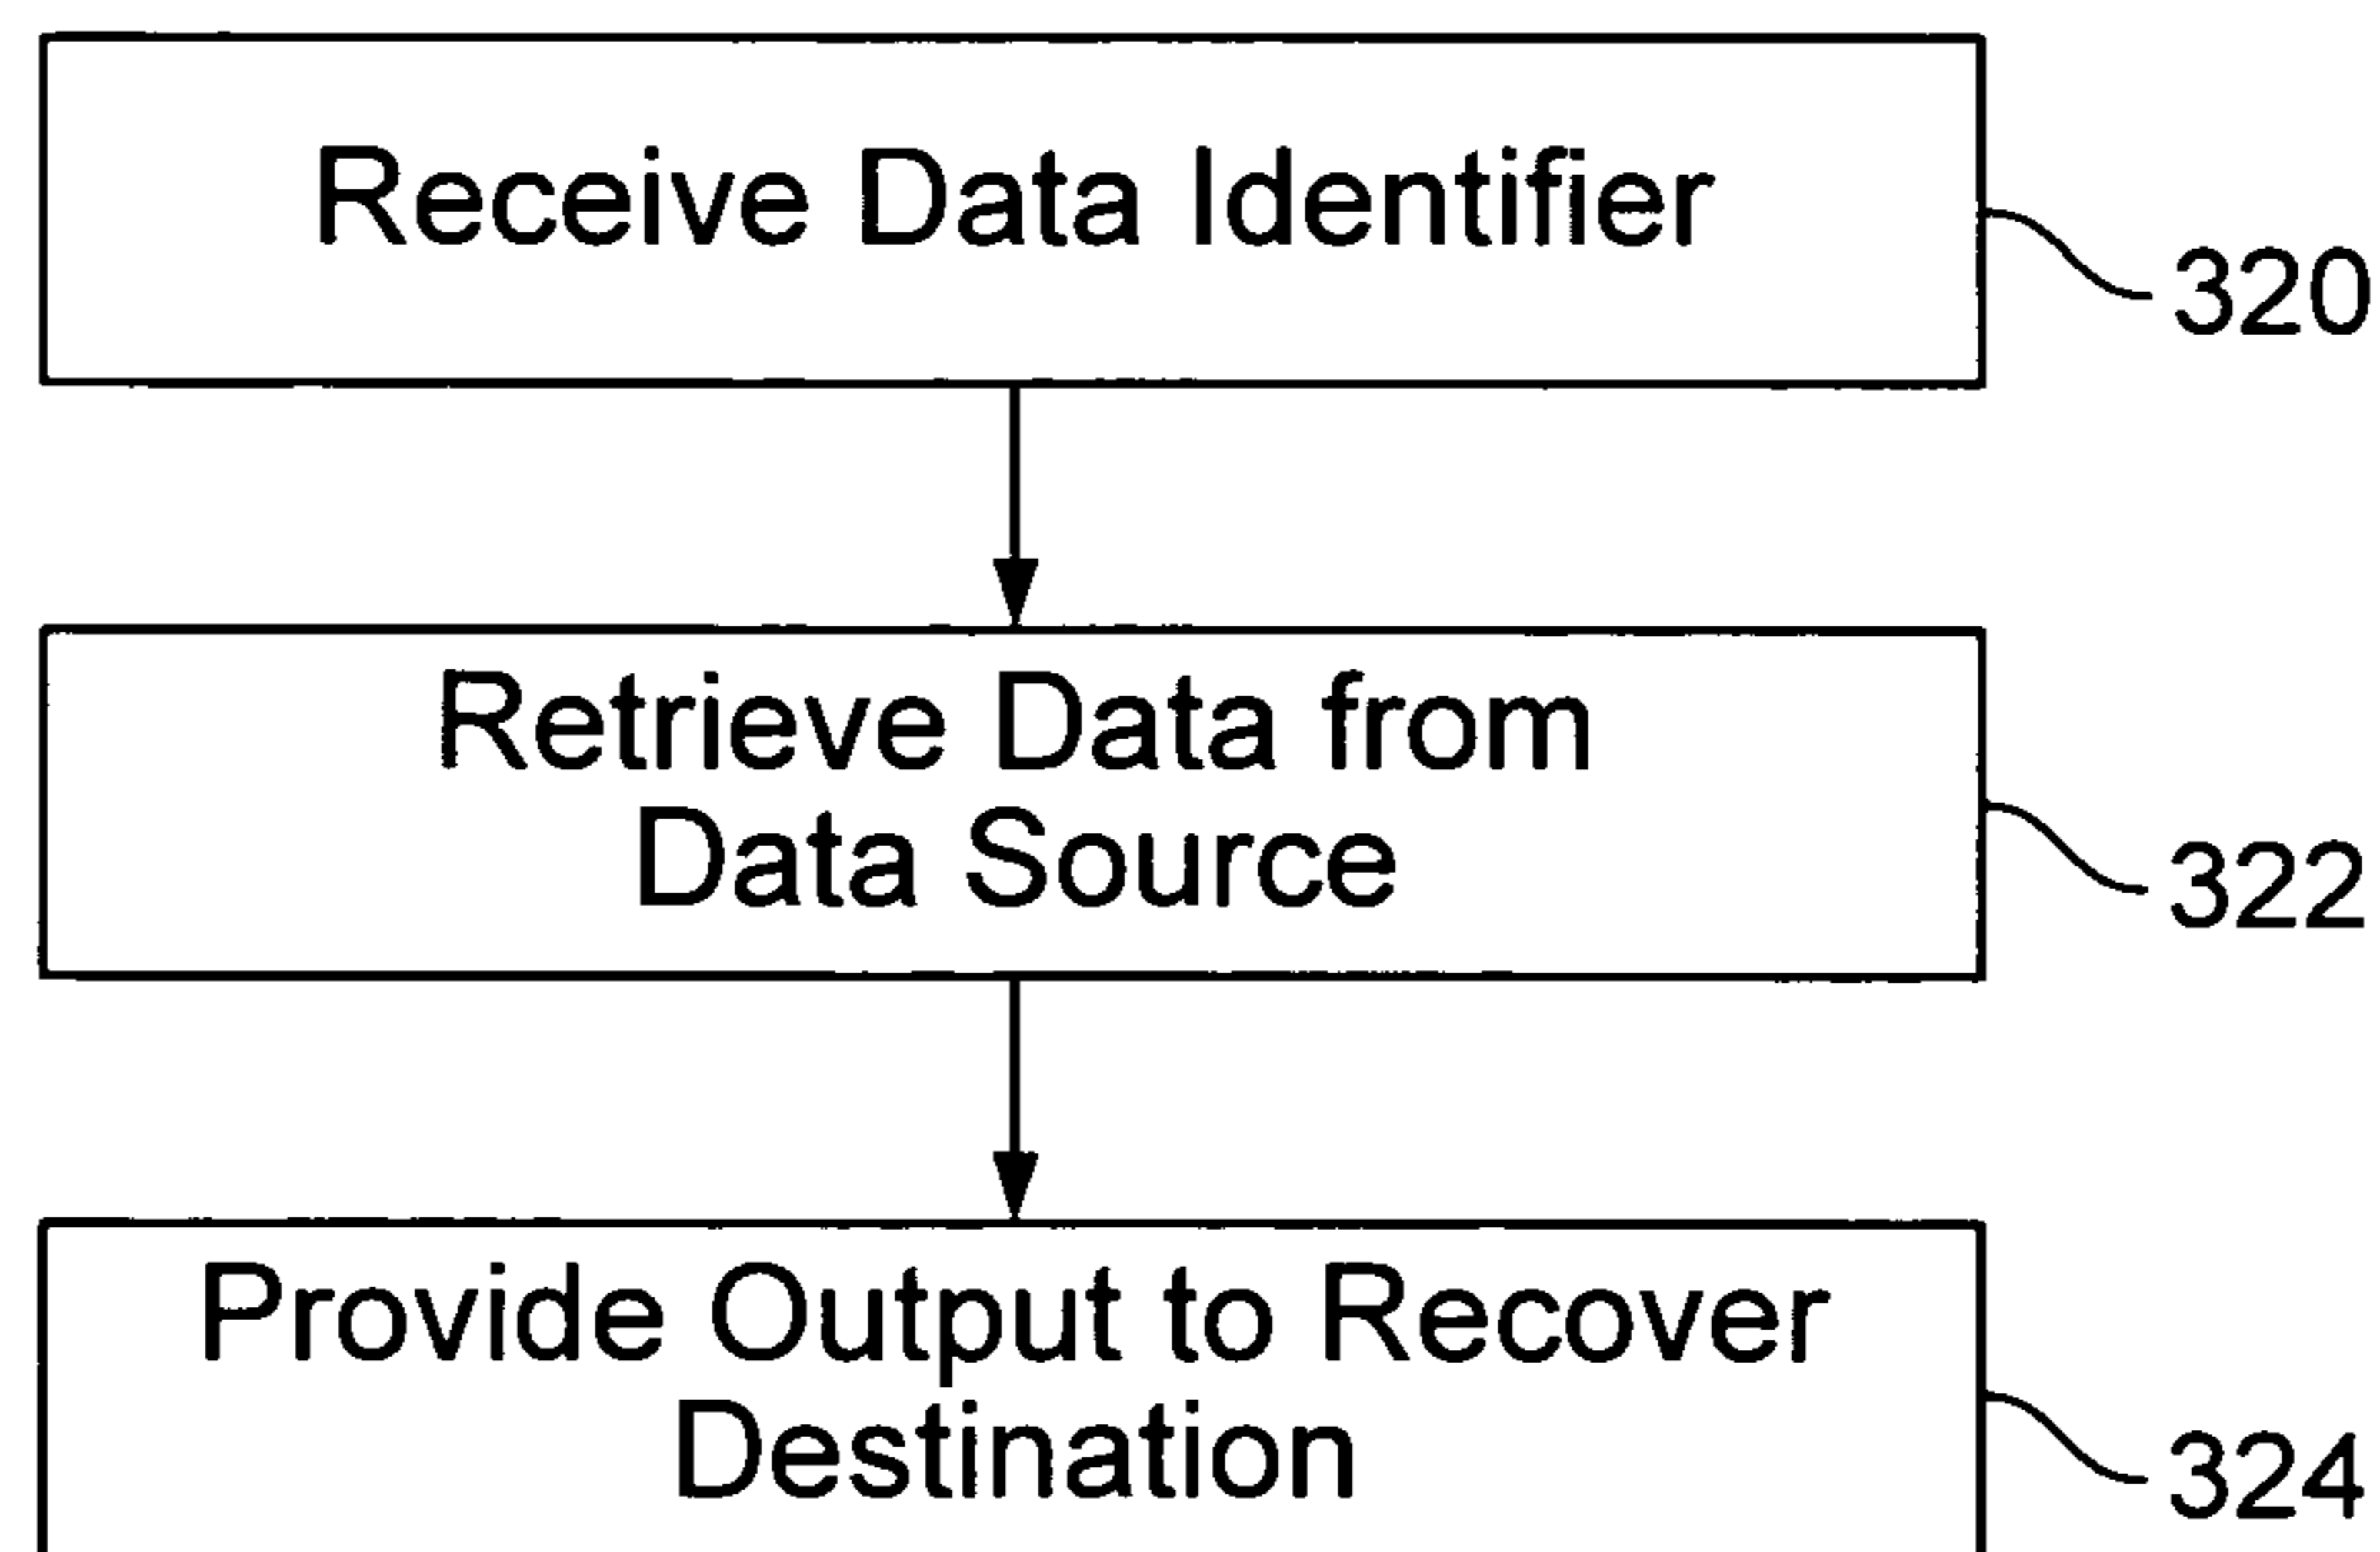 Receive Data Identifier
320
Retrieve Data from
Data Source
322
Provide Output to Recover
Destination
324